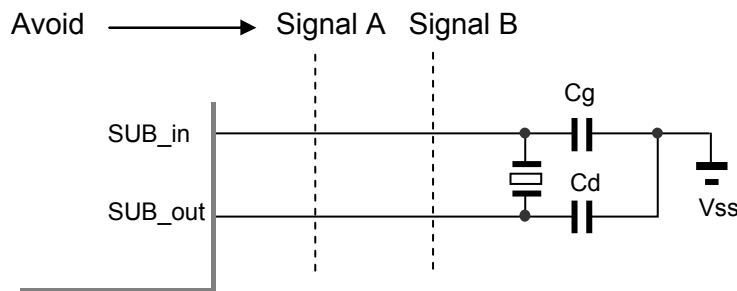 Avoid Signal A Signal B
Cg
SUB_in
Cd
SUB_out
Vss